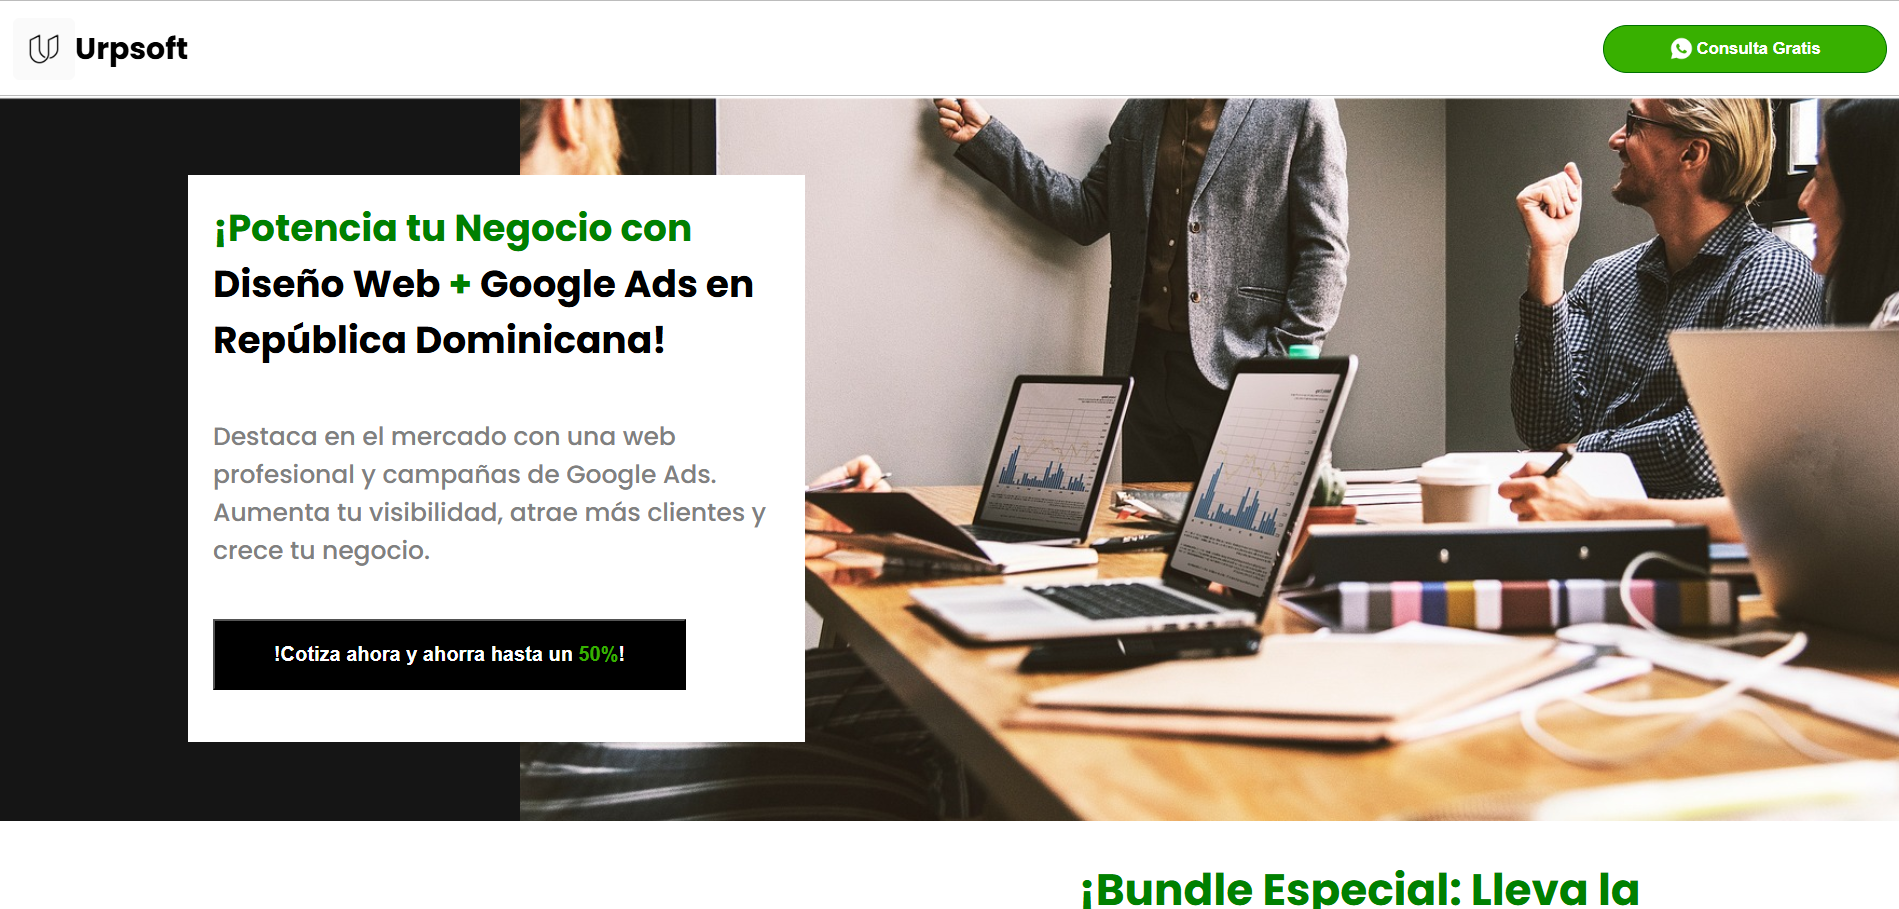 Urpsoft
Consulta Gratis
¡Potencia tu Negocio con
Diseño Web + Google Ads en
República Dominicana!
Destaca en el mercado con una web
profesional y campañas de Google Ads.
Aumenta tu visibilidad, atrae más clientes y
crece tu negocio.
!Cotiza ahora y ahorra hasta un 50%!
¡Bundle Especial: Lleva la